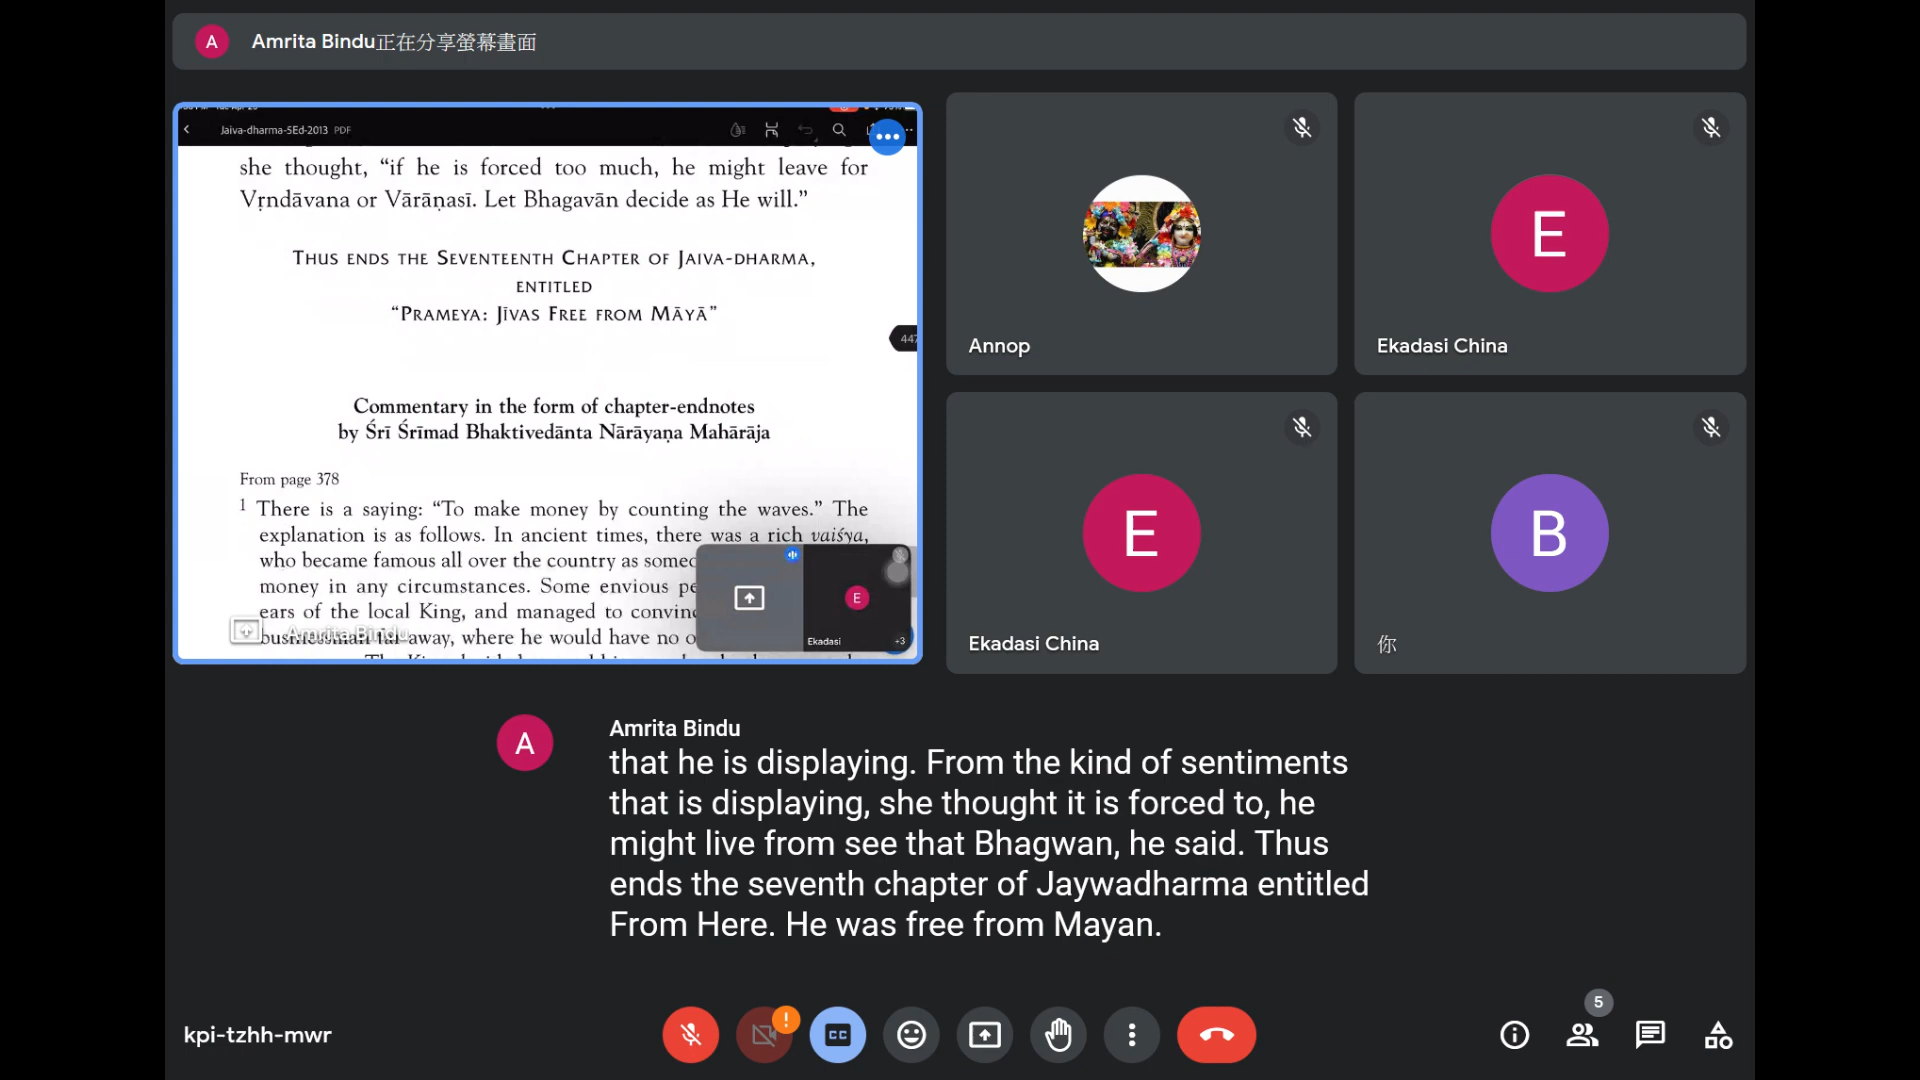 A
Amrita Bindu正在分享螢幕畫面
Jaiva-dharma-5Ed-2013 PDF
she thought, “if he is forced too much, he might leave for
Vṛndāvana or Vārāṇasī. Let Bhagavān decide as He will.”
THUS ENDS THE SEVENTEENTH CHAPTER OF JAIVA-DHARMA,
ENTITLED
“PRAMEYA: JĪVAS FREE FROM MĀYĀ”
447
Commentary in the form of chapter-endnotes
by Śrī Śrīmad Bhaktivedānta Nārāyaṇa Mahārāja
From page 378
1 There is a saying: “To make money by counting the waves.” The
explanation is as follows. In ancient times, there was a rich vaiśya,
who became famous all over the country as
money in any circumstances. Some envious
ears of the local King, and managed to
businessman far away, where he would have no
Amrita Bindu
E
Ekadasi
+3
Annop
E
Ekadasi China
E
Ekadasi China
B
你
A
Amrita Bindu
that he is displaying. From the kind of sentiments
that is displaying, she thought it is forced to, he
might live from see that Bhagwan, he said. Thus
ends the seventh chapter of Jaywadharma entitled
From Here. He was free from Mayan.
kpi-tzhh-mwr
!
CC
5